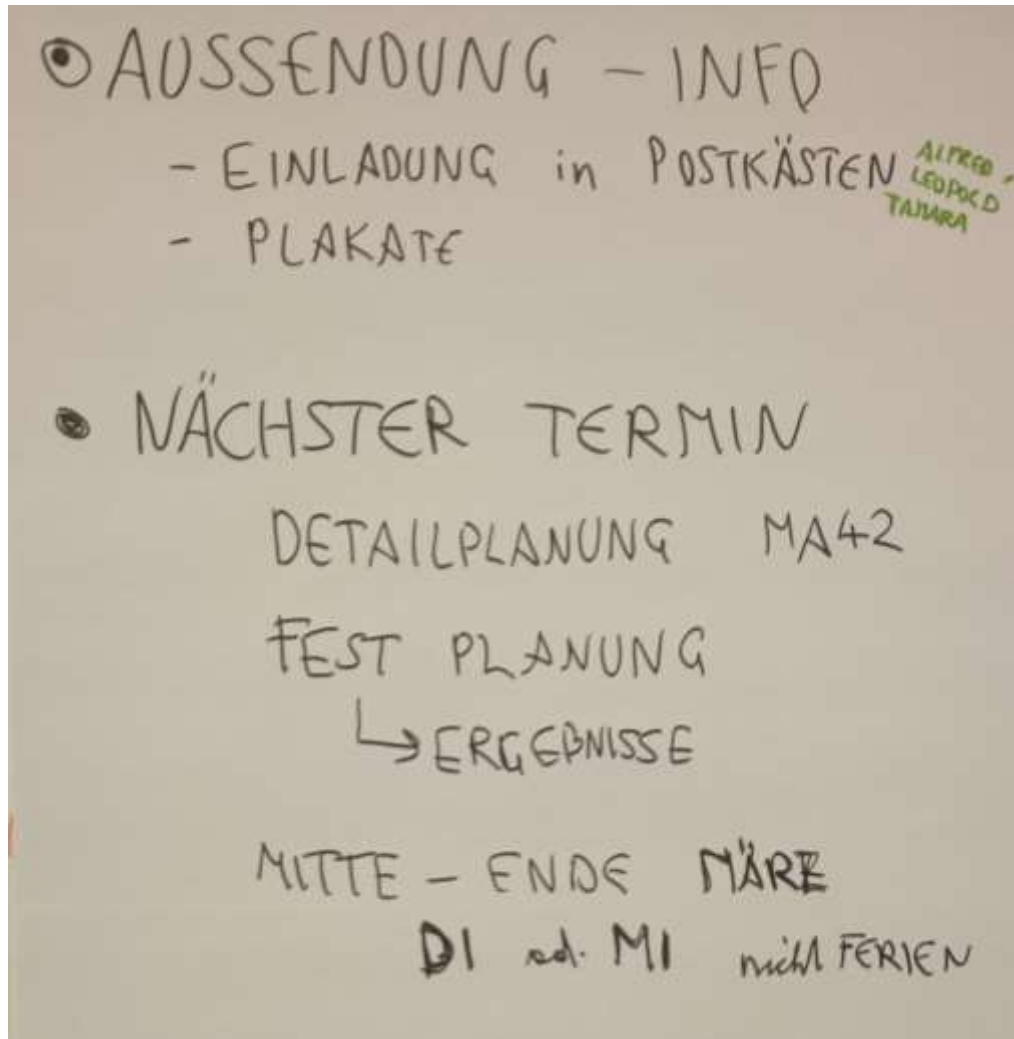 AUSSENDUNG - INFO
- EINLADUNG in POSTKÄSTEN
ALFRED,
LEOPOLD
TAMARA
- PLAKATE
NÄCHSTER TERMIN
DETAILPLANUNG MA42
FEST PLANUNG
↳ ERGEBNISSE
MITTE - ENDE MÄRZ
DI od. MI nicht FERIEN